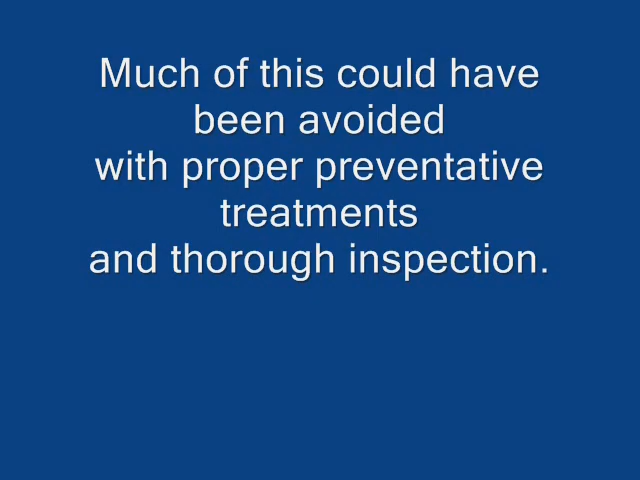 Much of this could have
been avoided
with proper preventative
treatments
and thorough inspection.